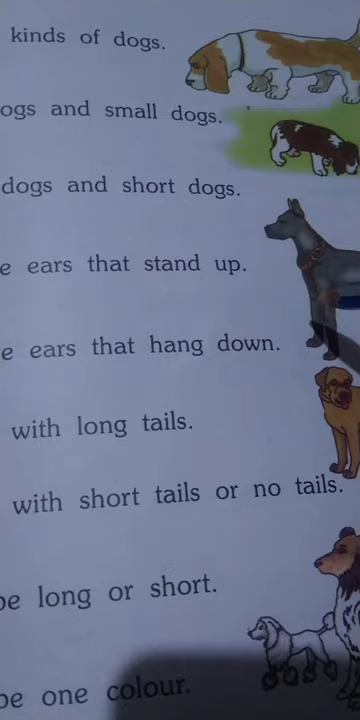 kinds of dogs.
ogs and small dogs.
dogs and short dogs.
e ears that stand up.
e ears that hang down.
with long tails.
with short tails or no tails.
be long or short.
be one colour.